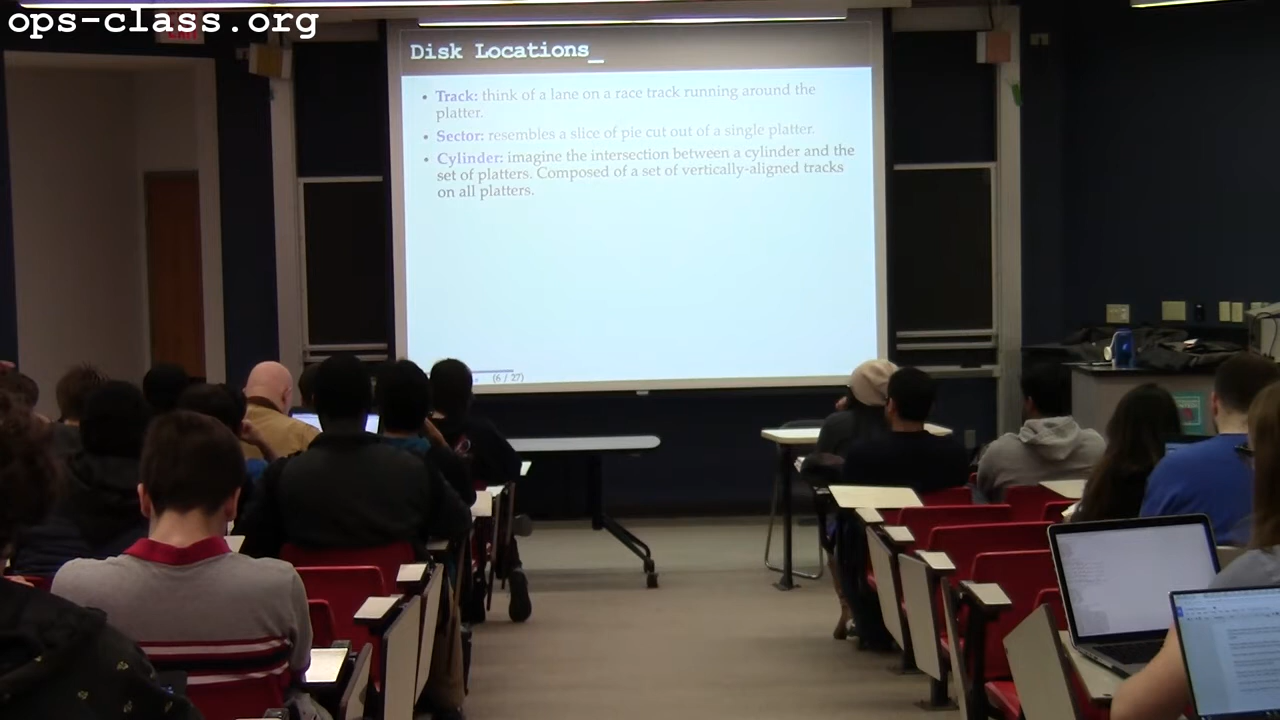 ops-class.org
EXIT
Disk Locations_
• Track: think of a lane on a race track running around the
platter.
• Sector: resembles a slice of pie cut out of a single platter.
• Cylinder: imagine the intersection between a cylinder and the
set of platters. Composed of a set of vertically-aligned tracks
on all platters.
(6 / 27)